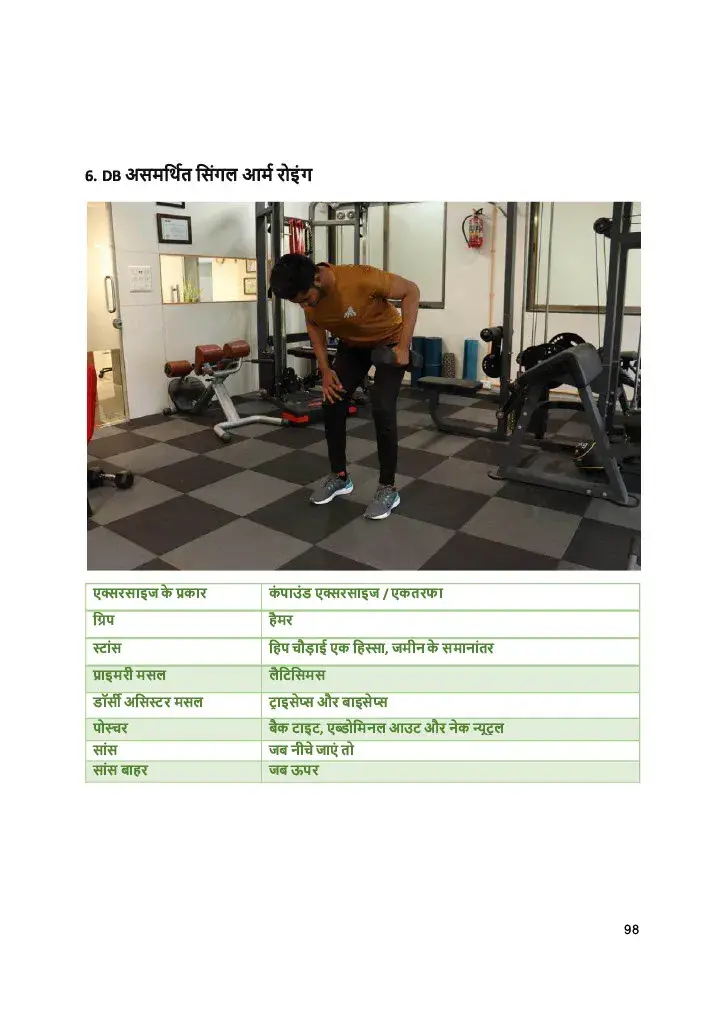 6. DB असमर्थित सिंगल आर्म रोइंग
एक्सरसाइज के प्रकार कंपाउंड एक्सरसाइज / एकतरफा
ग्रिप हैमर
स्टांस हिप चौड़ाई एक हिस्सा, जमीन के समानांतर
प्राइमरी मसल लैटिसिमस
डॉर्सी असिस्टर मसल ट्राइसेप्स और बाइसेप्स
पोस्चर बैक टाइट, एब्डोमिनल आउट और नेक न्यूट्रल
सांस जब नीचे जाएं तो
सांस बाहर जब ऊपर
98